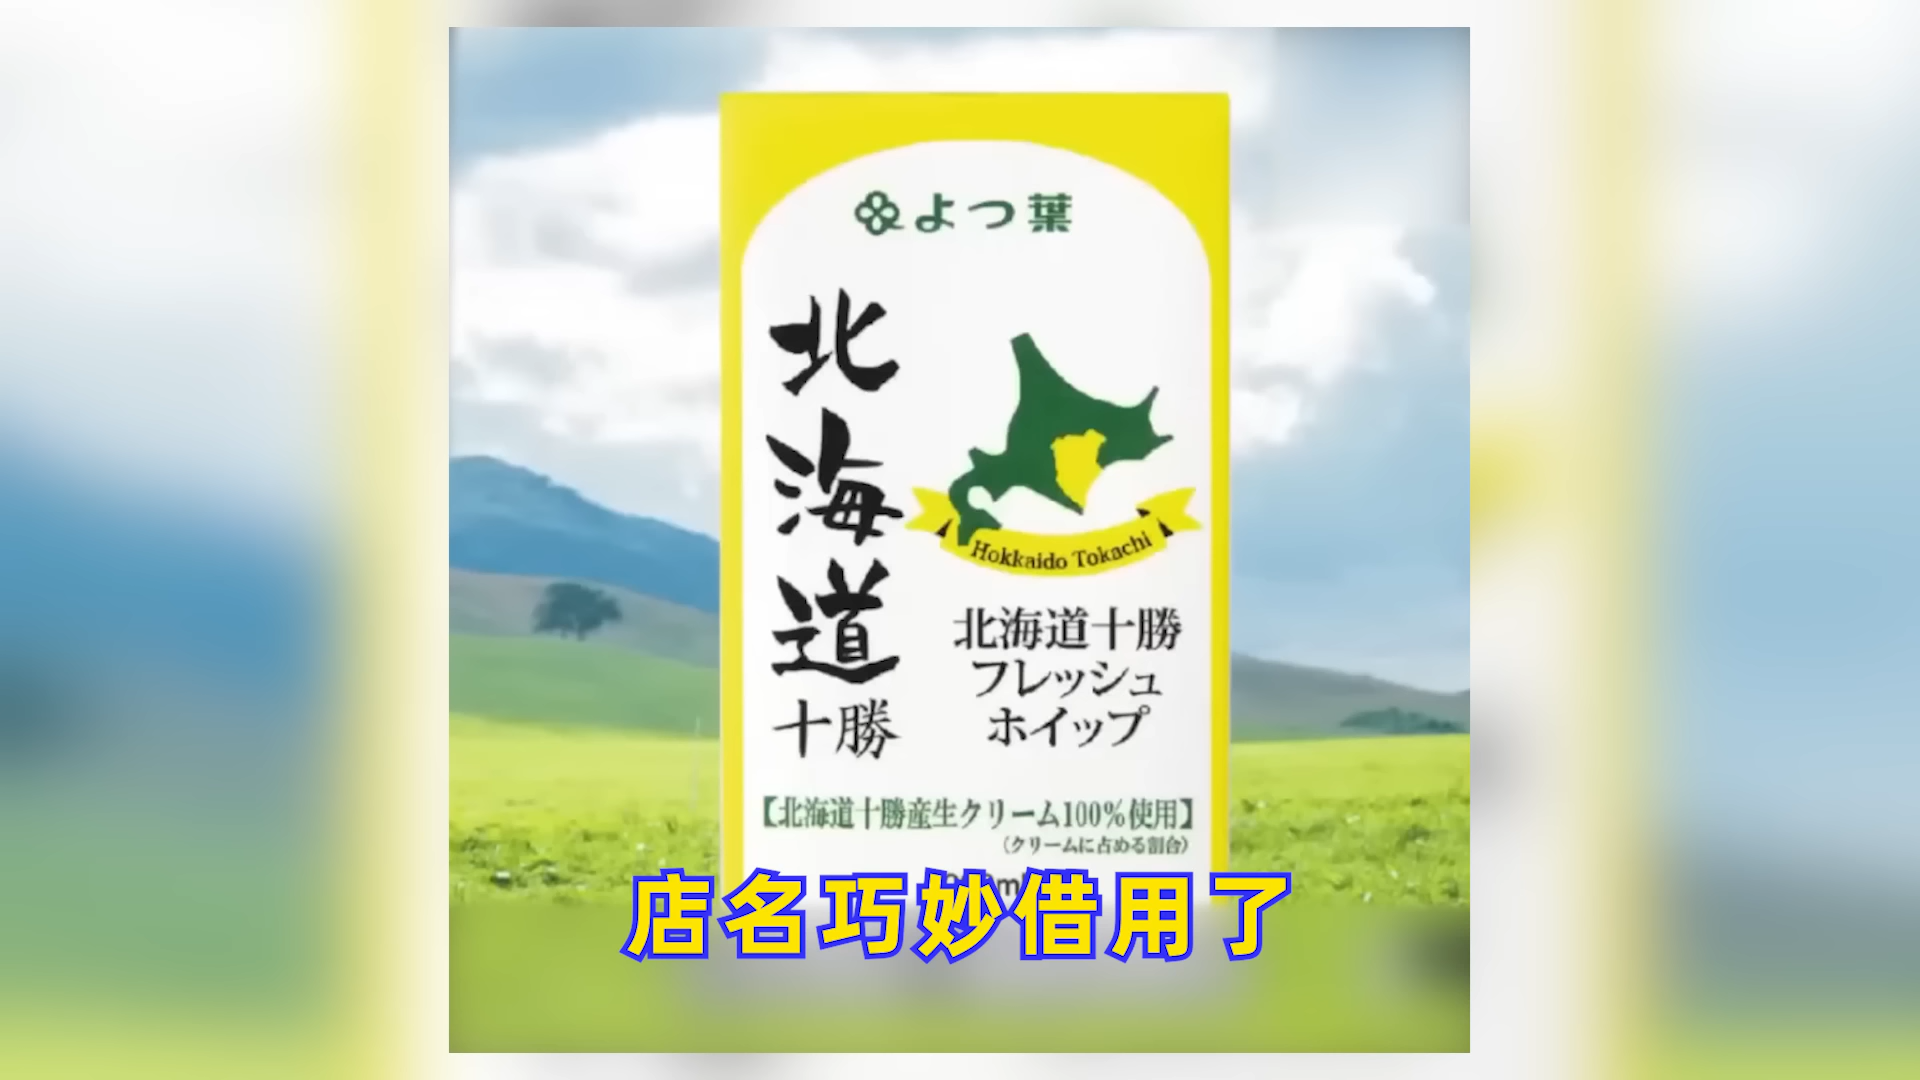 よつ葉
北海道
十勝
Hokkaido Tokachi
北海道十勝
フレッシュ
ホイップ
【北海道十勝産生クリーム100%使用】
(クリームに占める割合)
店名巧妙借用了